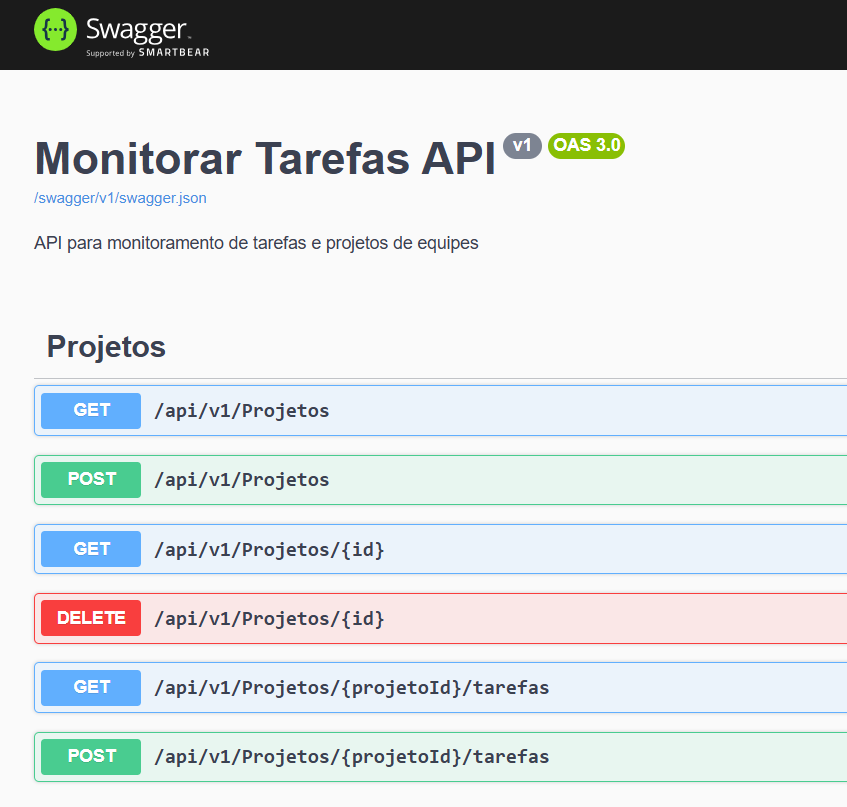 {...} Swagger
Supported by SMARTBEAR
Monitorar Tarefas API v1 OAS 3.0
/swagger/v1/swagger.json
API para monitoramento de tarefas e projetos de equipes
Projetos
GET /api/v1/Projetos
POST /api/v1/Projetos
GET /api/v1/Projetos/{id}
DELETE /api/v1/Projetos/{id}
GET /api/v1/Projetos/{projetoId}/tarefas
POST /api/v1/Projetos/{projetoId}/tarefas